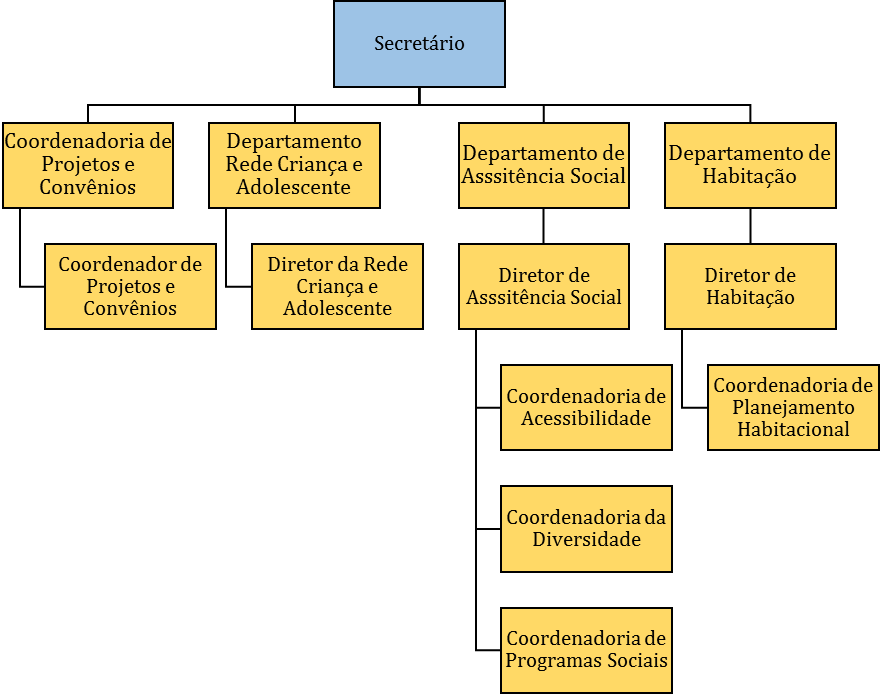 Secretário
Coordenadoria de
Projetos e
Convênios
Departamento
Rede Criança e
Adolescente
Departamento de
Asssitência Social
Departamento de
Habitação
Coordenador de
Projetos e
Convênios
Diretor da Rede
Criança e
Adolescente
Diretor de
Asssitência Social
Diretor de
Habitação
Coordenadoria de
Acessibilidade
Coordenadoria de
Planejamento
Habitacional
Coordenadoria da
Diversidade
Coordenadoria de
Programas Sociais